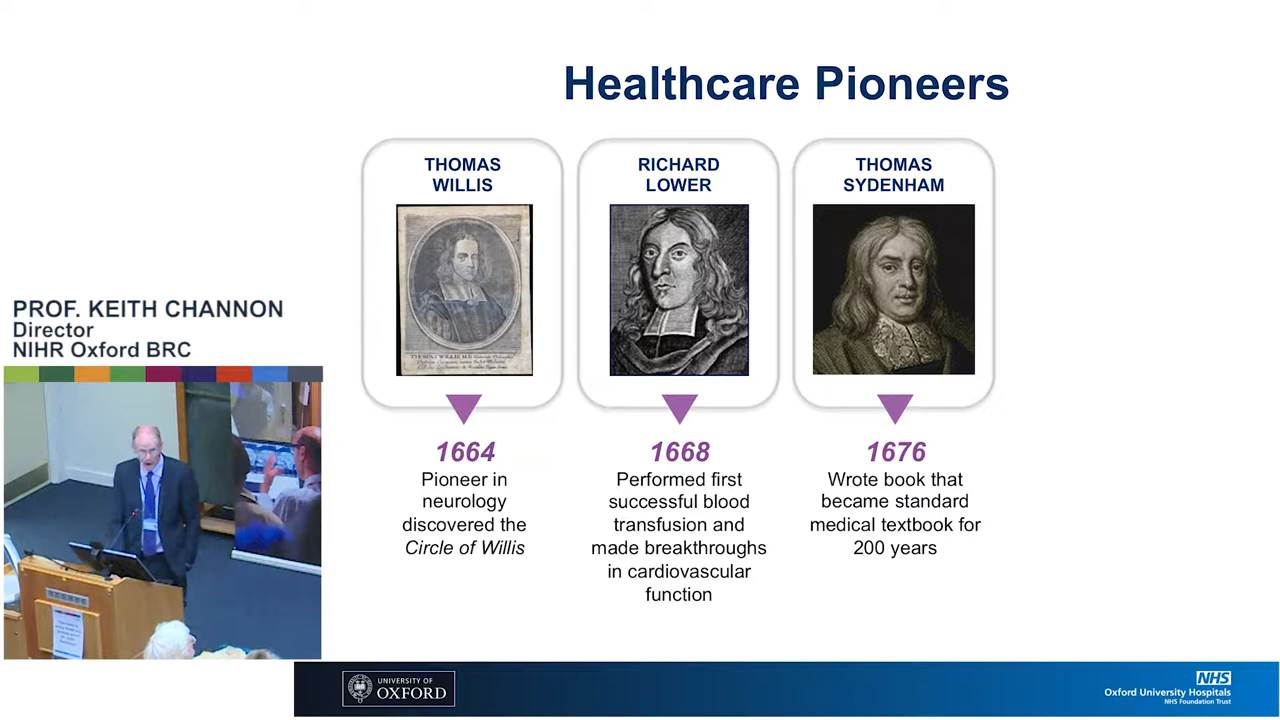 Healthcare Pioneers
THOMAS
WILLIS
RICHARD
LOWER
THOMAS
SYDENHAM
THOMAS WILLIS M.D.
1664
Pioneer in
neurology
discovered the
Circle of Willis
1668
Performed first
successful blood
transfusion and
made breakthroughs
in cardiovascular
function
1676
Wrote book that
became standard
medical textbook for
200 years
PROF. KEITH CHANNON
Director
NIHR Oxford BRC
UNIVERSITY OF
OXFORD
NHS
Oxford University Hospitals
NHS Foundation Trust